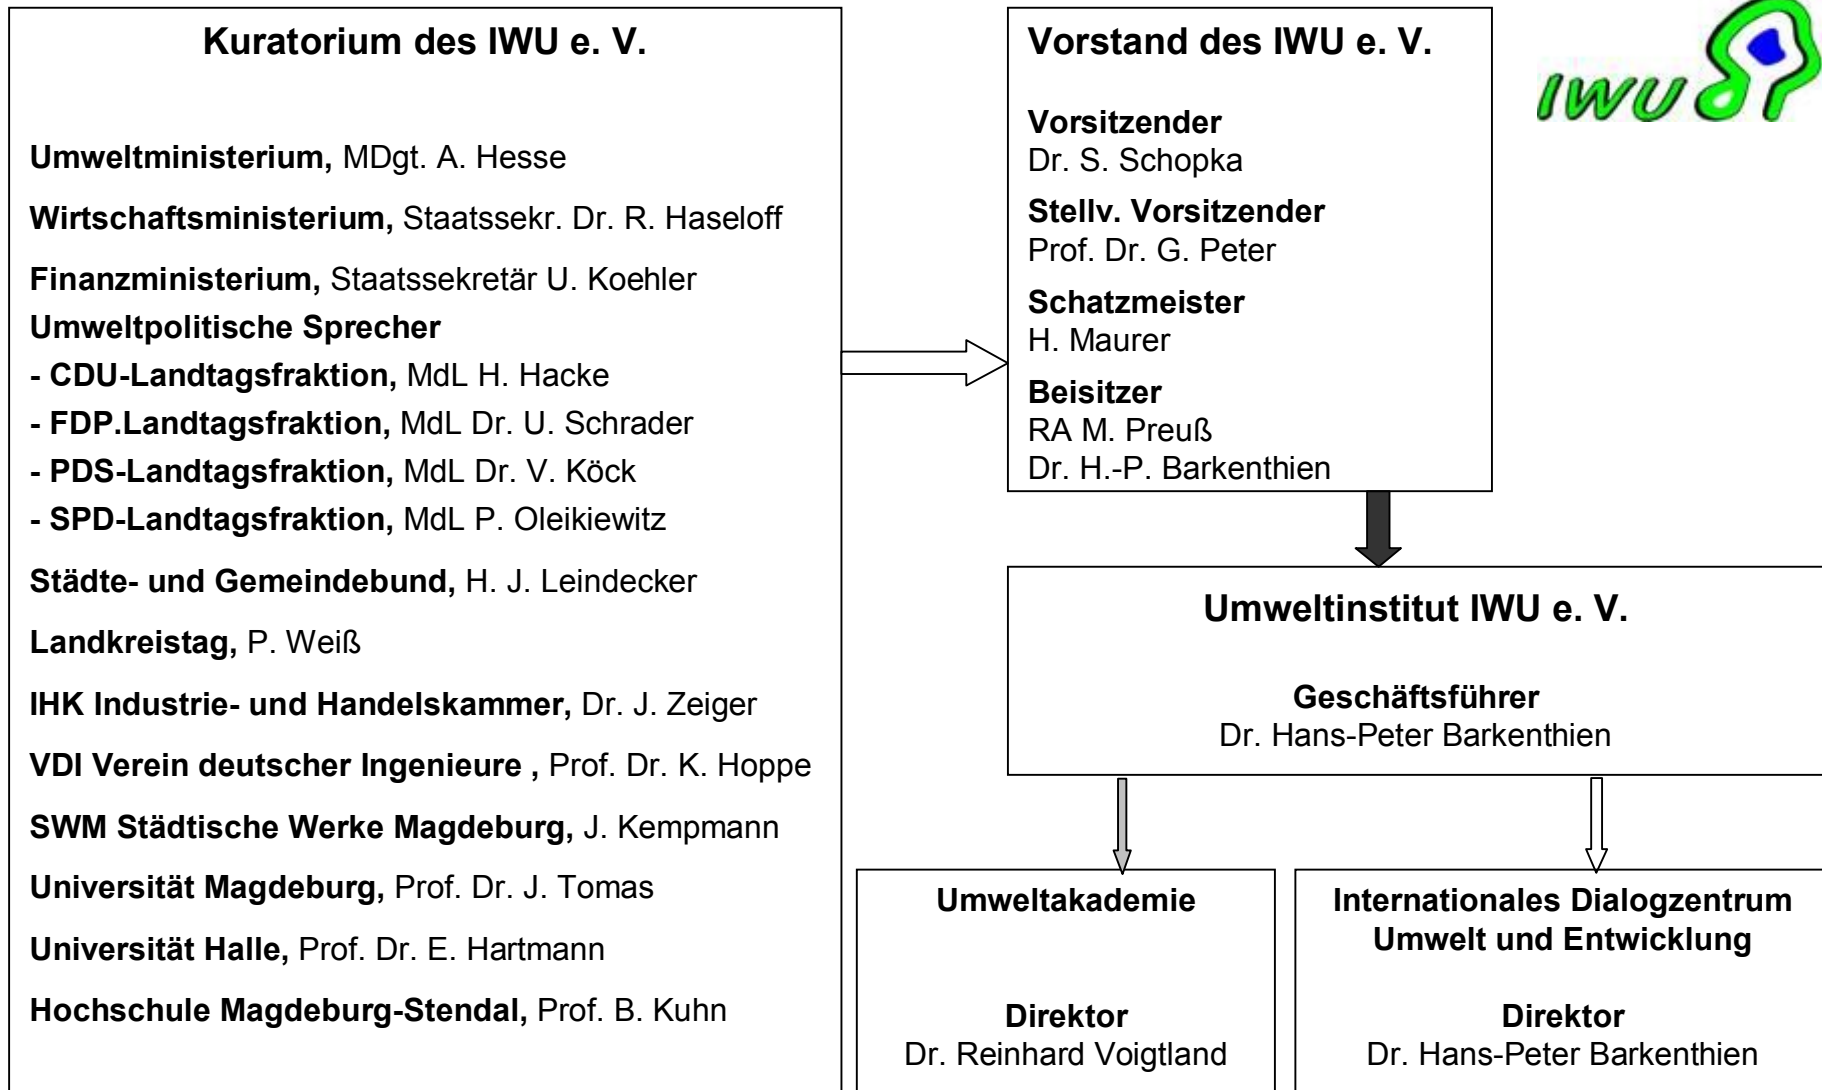 Kuratorium des IWU e. V.
Umweltministerium, MDgt. A. Hesse
Wirtschaftsministerium, Staatssekr. Dr. R. Haseloff
Finanzministerium, Staatssekretär U. Koehler
Umweltpolitische Sprecher
- CDU-Landtagsfraktion, MdL H. Hacke
- FDP.Landtagsfraktion, MdL Dr. U. Schrader
- PDS-Landtagsfraktion, MdL Dr. V. Köck
- SPD-Landtagsfraktion, MdL P. Oleikiewitz
Städte- und Gemeindebund, H. J. Leindecker
Landkreistag, P. Weiß
IHK Industrie- und Handelskammer, Dr. J. Zeiger
VDI Verein deutscher Ingenieure , Prof. Dr. K. Hoppe
SWM Städtische Werke Magdeburg, J. Kempmann
Universität Magdeburg, Prof. Dr. J. Tomas
Universität Halle, Prof. Dr. E. Hartmann
Hochschule Magdeburg-Stendal, Prof. B. Kuhn
Vorstand des IWU e. V.
Vorsitzender
Dr. S. Schopka
Stellv. Vorsitzender
Prof. Dr. G. Peter
Schatzmeister
H. Maurer
Beisitzer
RA M. Preuß
Dr. H.-P. Barkenthien
IWU
Umweltinstitut IWU e. V.
Geschäftsführer
Dr. Hans-Peter Barkenthien
Umweltakademie
Direktor
Dr. Reinhard Voigtland
Internationales Dialogzentrum
Umwelt und Entwicklung
Direktor
Dr. Hans-Peter Barkenthien